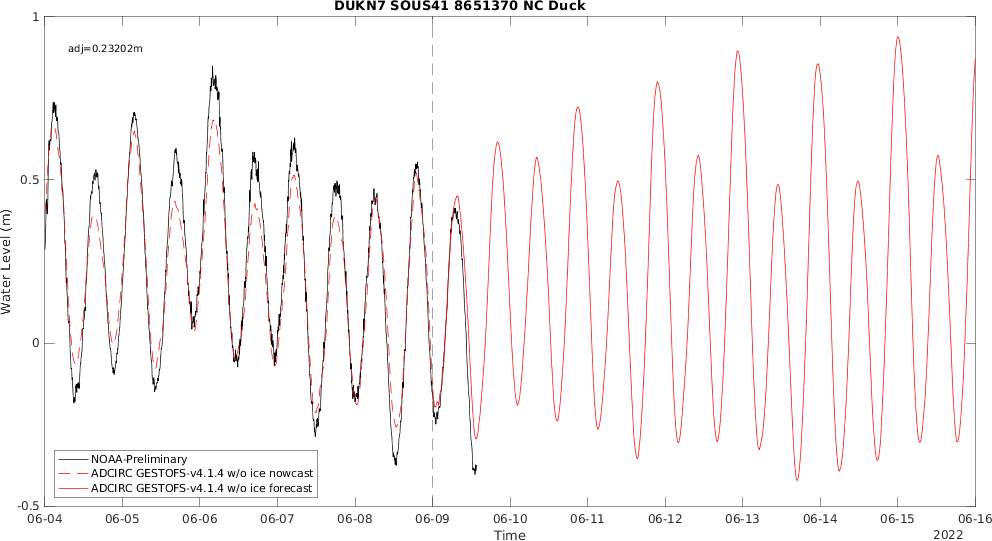 DUKN7 SOUS41 8651370 NC Duck
adj=0.23202m
Water Level (m)
1
0.5
0
-0.5
NOAA-Preliminary
ADCIRC GESTOFS-v4.1.4 w/o ice nowcast
ADCIRC GESTOFS-v4.1.4 w/o ice forecast
06-04 06-05 06-06 06-07 06-08 06-09 06-10 06-11 06-12 06-13 06-14 06-15 06-16
Time
2022